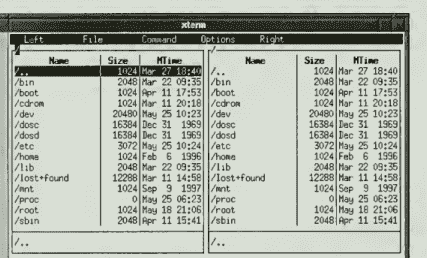 xterm
Left File Command Options Right
/ /
Name Size MTime Name Size MTime
/.. 1024 Mar 27 18:40 /.. 1024 Mar 27 18:40
/bin 2048 Mar 22 09:35 /bin 2048 Mar 22 09:35
/boot 1024 Apr 11 17:53 /boot 1024 Apr 11 17:53
/cdrom 1024 Mar 11 20:18 /cdrom 1024 Mar 11 20:18
/dev 20480 May 25 10:23 /dev 20480 May 25 10:23
/dosc 16384 Dec 31 1969 /dosc 16384 Dec 31 1969
/dosd 16384 Dec 31 1969 /dosd 16384 Dec 31 1969
/etc 3072 May 25 10:24 /etc 3072 May 25 10:24
/home 1024 Feb 6 1996 /home 1024 Feb 6 1996
/lib 2048 Mar 22 09:35 /lib 2048 Mar 22 09:35
/lost+found 12288 Mar 11 14:58 /lost+found 12288 Mar 11 14:58
/mnt 1024 Sep 9 1997 /mnt 1024 Sep 9 1997
/proc 0 May 25 06:23 /proc 0 May 25 06:23
/root 1024 May 18 21:06 /root 1024 May 18 21:06
/sbin 2048 Apr 11 15:41 /sbin 2048 Apr 11 15:41
/.. /..